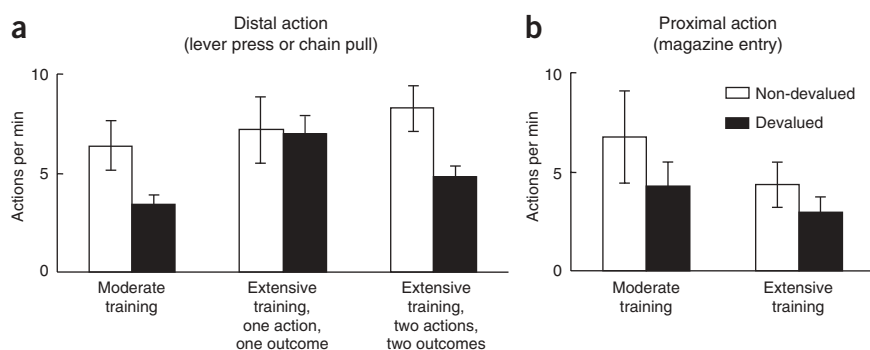 a
Distal action
(lever press or chain pull)
Actions per min
10
5
0
Moderate
training
Extensive
training,
one action,
one outcome
Extensive
training,
two actions,
two outcomes
b
Proximal action
(magazine entry)
Actions per min
10
5
0
Non-devalued
Devalued
Moderate
training
Extensive
training